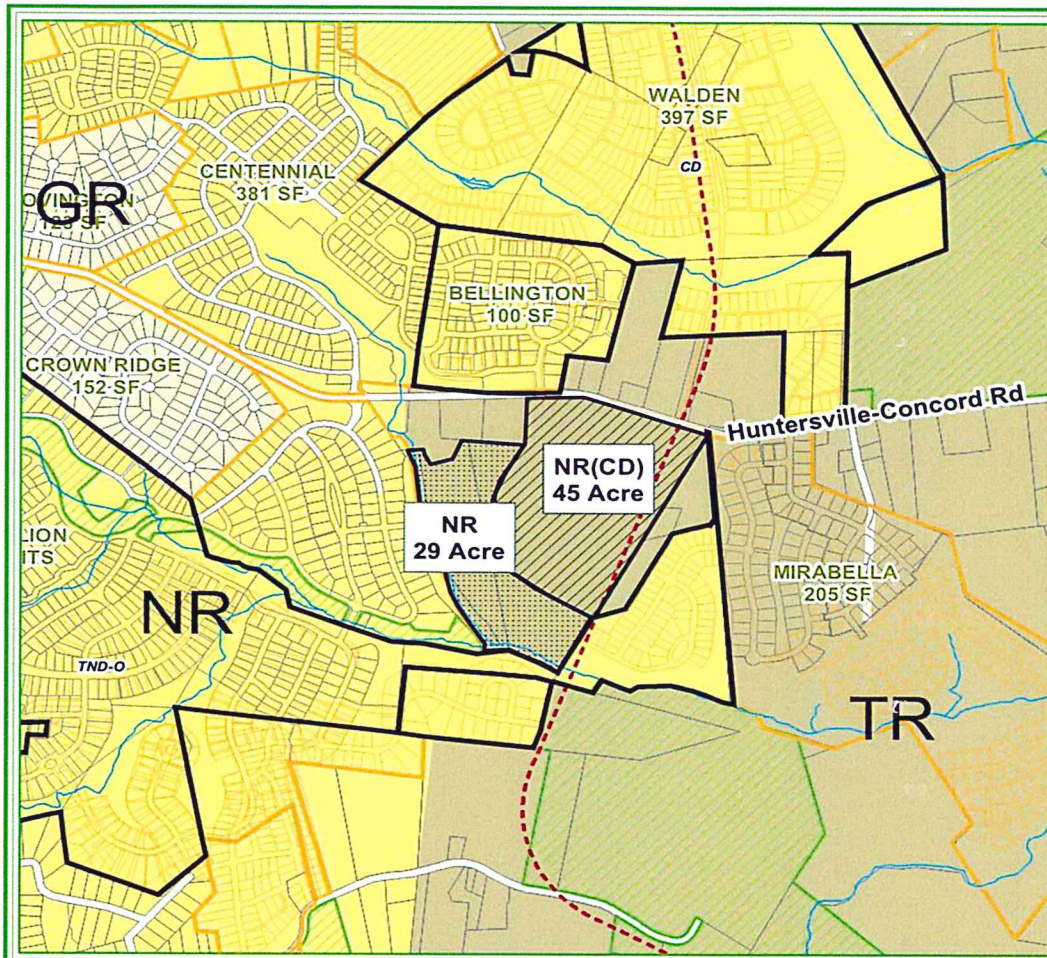 WALDEN
397 SF
CD
CENTENNIAL
381 SF
GR
BELLINGTON
100 SF
CROWN RIDGE
152 SF
Huntersville-Concord Rd
NR(CD)
45 Acre
NR
29 Acre
MIRABELLA
205 SF
NR
TND-O
TR